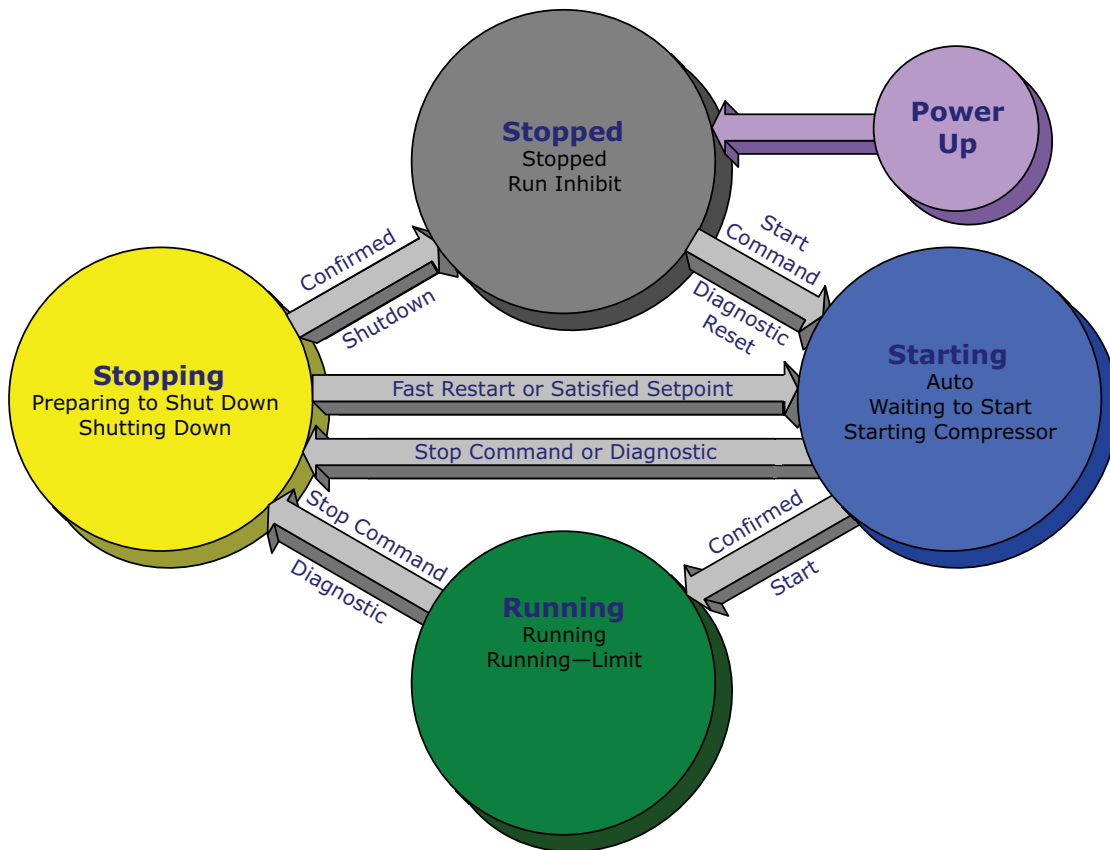 Stopped
Stopped
Run Inhibit
Power
Up
Confirmed
Shutdown
Start
Command
Diagnostic
Reset
Stopping
Preparing to Shut Down
Shutting Down
Fast Restart or Satisfied Setpoint
Stop Command or Diagnostic
Starting
Auto
Waiting to Start
Starting Compressor
Stop Command
Diagnostic
Confirmed
Start
Running
Running
Running—Limit